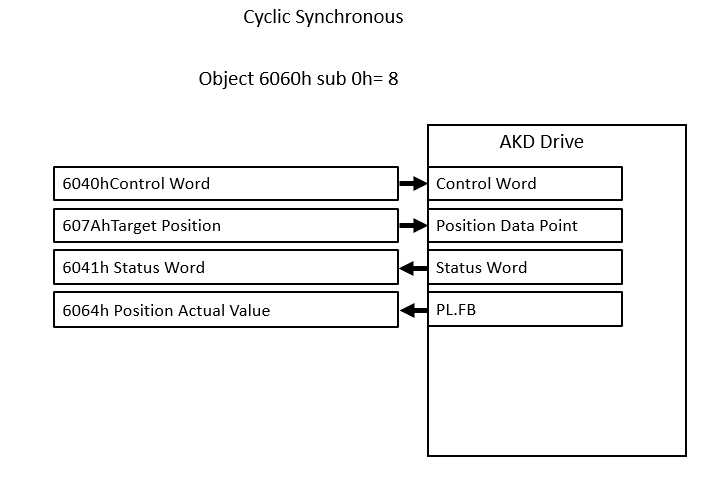 Cyclic Synchronous
Object 6060h sub 0h= 8
AKD Drive
6040hControl Word
Control Word
607AhTarget Position
Position Data Point
6041h Status Word
Status Word
6064h Position Actual Value
PL.FB